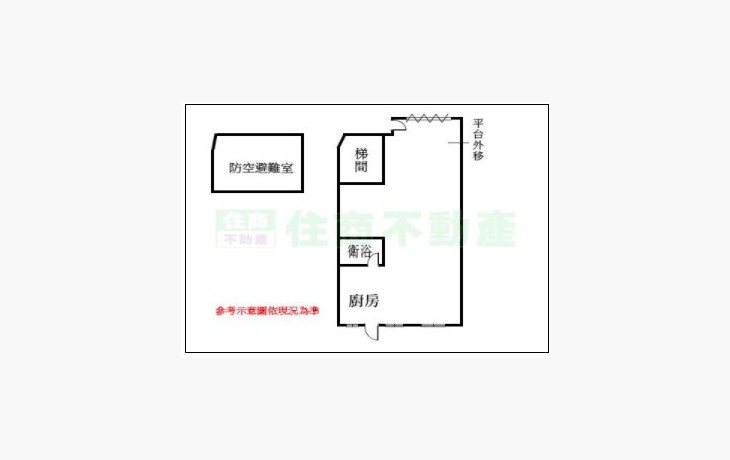 平台外移
梯間
防空避難室
住商
不動產
住商不動產
衛浴
廚房
參考示意圖依現況為準